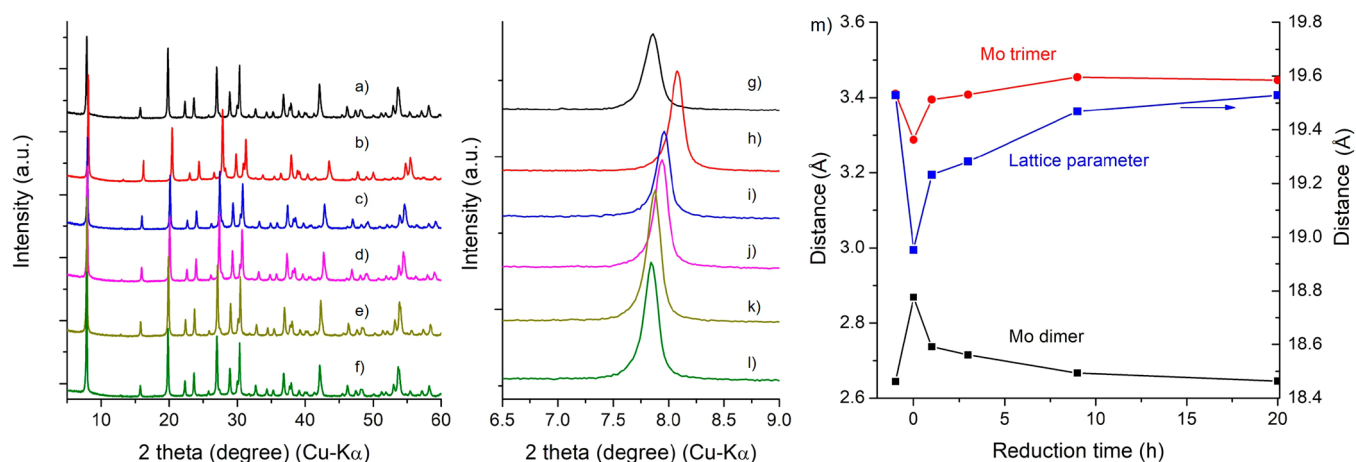 Intensity (a.u.)
a)
b)
c)
d)
e)
f)
10 20 30 40 50 60
2 theta (degree) (Cu-Kα)
Intensity (a.u.)
g)
h)
i)
j)
k)
l)
6.5 7.0 7.5 8.0 8.5 9.0
2 theta (degree) (Cu-Kα)
m)
Distance (Å)
3.6
3.4
3.2
3.0
2.8
2.6
Mo trimer
Lattice parameter
Mo dimer
0 5 10 15 20
Reduction time (h)
19.8
19.6
19.4
19.2
19.0
18.8
18.6
18.4
Distance (Å)